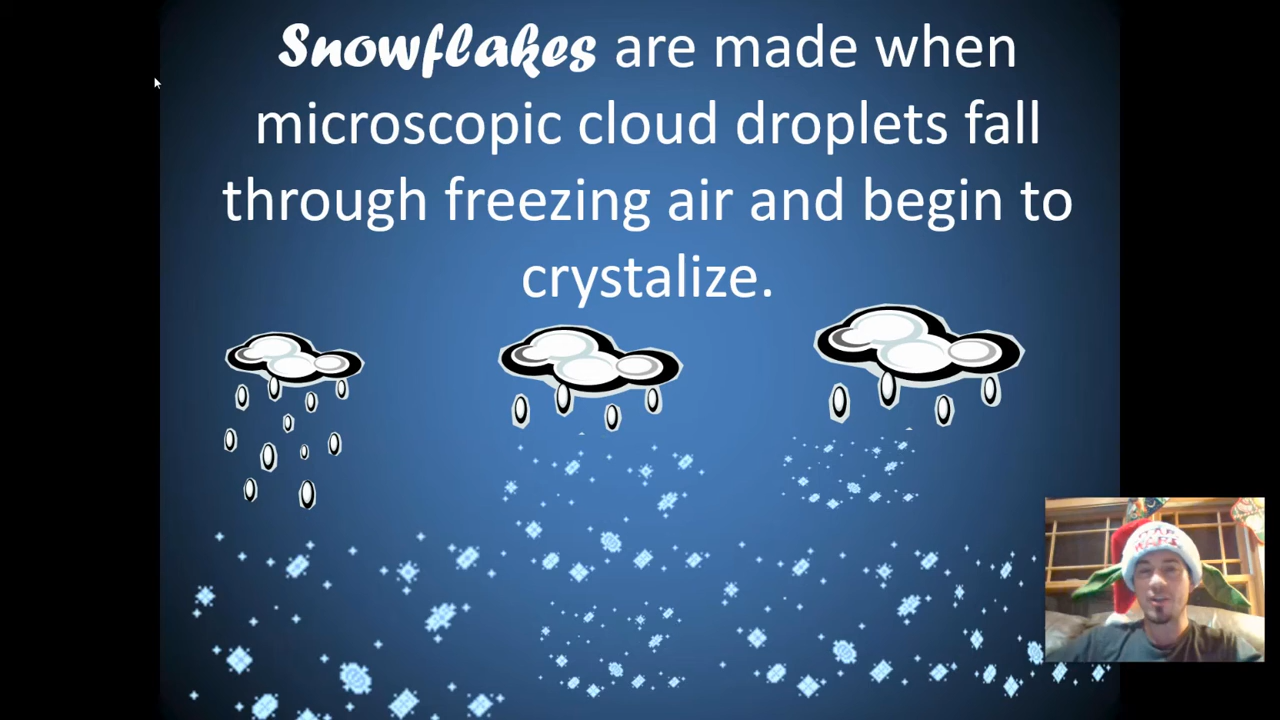 Snowflakes are made when
microscopic cloud droplets fall
through freezing air and begin to
crystalize.